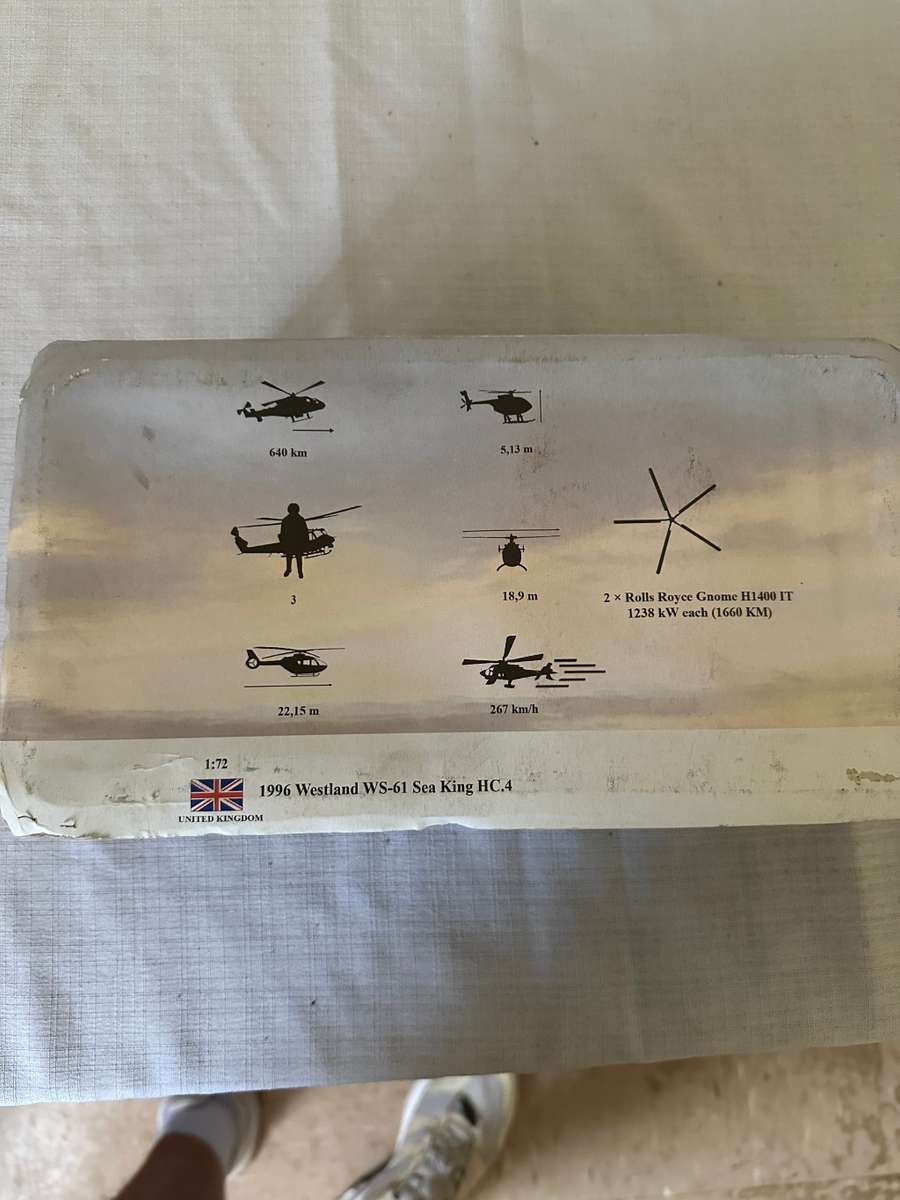 640 km
5,13 m
3
18,9 m
2 × Rolls Royce Gnome H1400 IT
1238 kW each (1660 KM)
22,15 m
267 km/h
1:72
1996 Westland WS-61 Sea King HC.4
UNITED KINGDOM